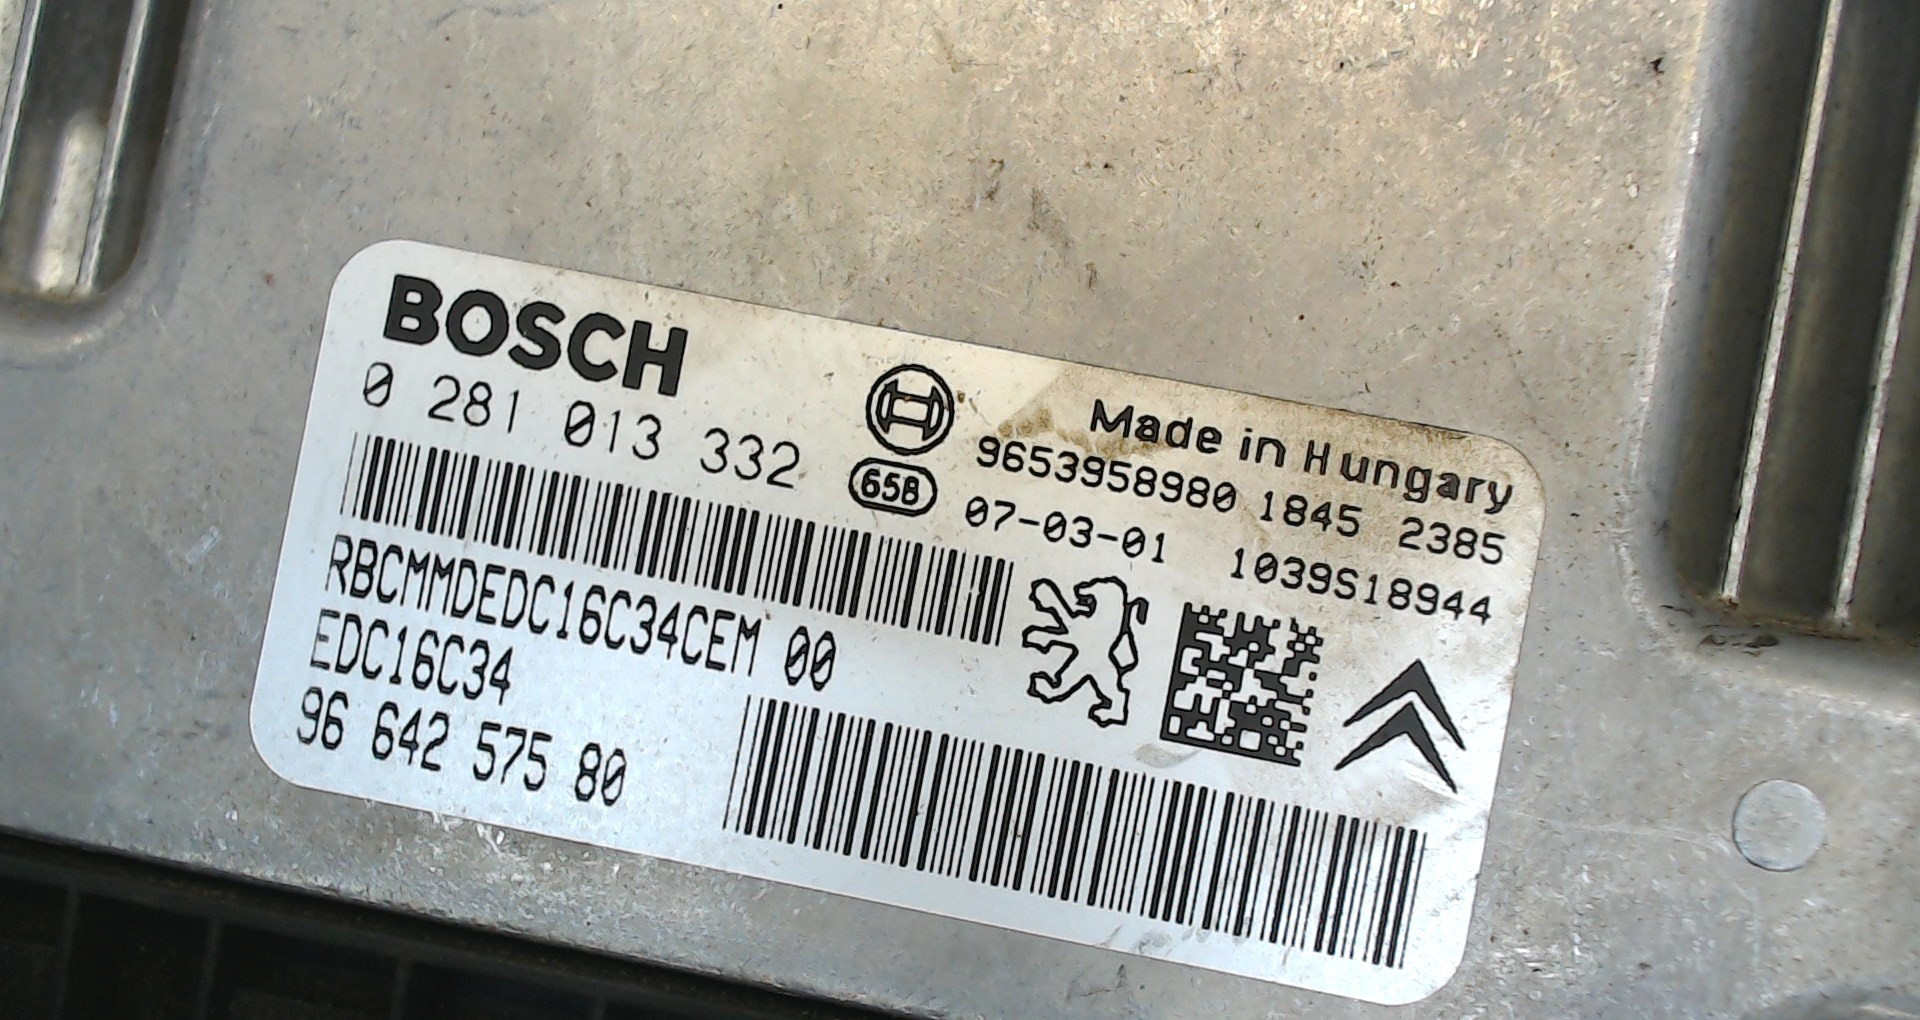 BOSCH
0 281 013 332
658
Made in Hungary
9653958980 1845 2385
07-03-01 1039S18944
RBCMMDEDC16C34CEM 00
EDC16C34
96 642 575 80